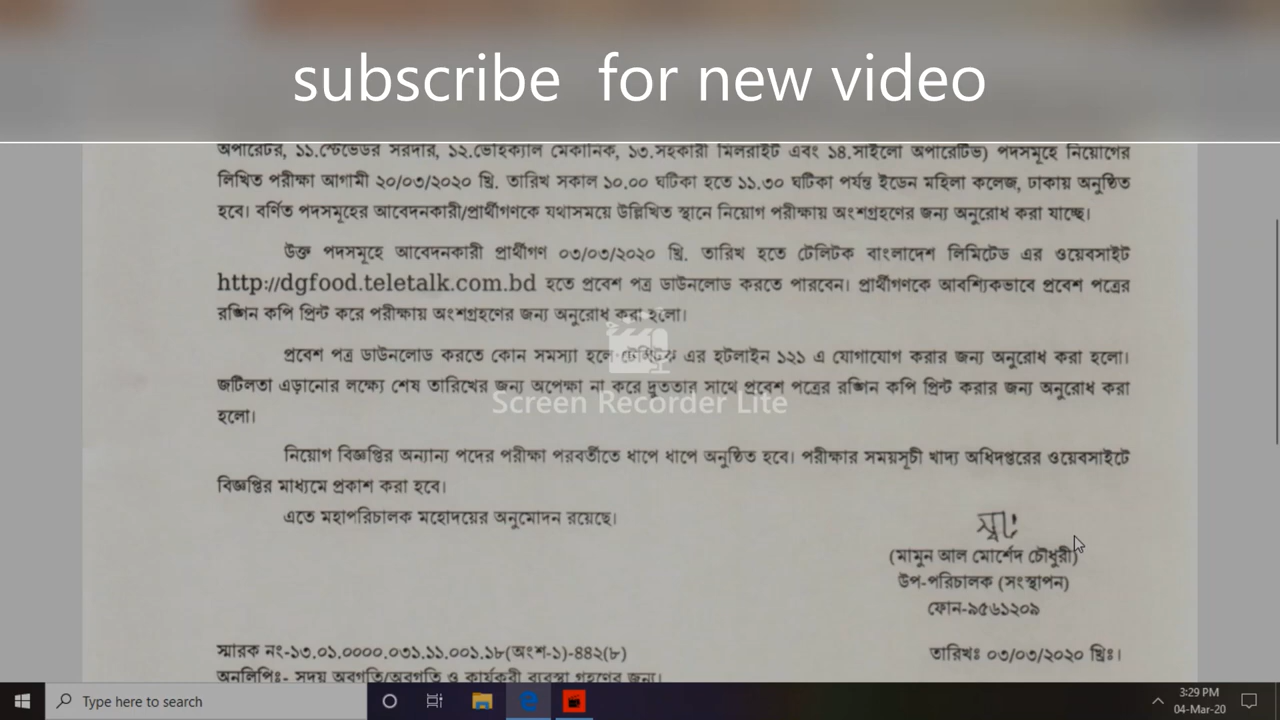 subscribe for new video
অপারেটর, ১১.স্টেভেডর সরদার, ১২.ভেহিক্যাল মেকানিক, ১৩.সহকারী মিলরাইট এবং ১৪.সাইলো অপারেটিভ) পদসমূহে নিয়োগের
লিখিত পরীক্ষা আগামী ২০/০৩/২০২০ খ্রি. তারিখ সকাল ১০.০০ ঘটিকা হতে ১১.৩০ ঘটিকা পর্যন্ত ইডেন মহিলা কলেজ, ঢাকায় অনুষ্ঠিত
হবে। বর্ণিত পদসমূহের আবেদনকারী/প্রার্থীগণকে যথাসময়ে উল্লিখিত স্থানে নিয়োগ পরীক্ষায় অংশগ্রহণের জন্য অনুরোধ করা যাচ্ছে।
উক্ত পদসমূহে আবেদনকারী প্রার্থীগণ ০৩/০৩/২০২০ খ্রি. তারিখ হতে টেলিটক বাংলাদেশ লিমিটেড এর ওয়েবসাইট
http://dgfood.teletalk.com.bd হতে প্রবেশ পত্র ডাউনলোড করতে পারবেন। প্রার্থীগণকে আবশ্যিকভাবে প্রবেশ পত্রের
রঙ্গিন কপি প্রিন্ট করে পরীক্ষায় অংশগ্রহণের জন্য অনুরোধ করা হলো।
প্রবেশ পত্র ডাউনলোড করতে কোন সমস্যা হলে টেলিটক এর হটলাইন ১২১ এ যোগাযোগ করার জন্য অনুরোধ করা হলো।
জটিলতা এড়ানোর লক্ষ্যে শেষ তারিখের জন্য অপেক্ষা না করে দ্রুততার সাথে প্রবেশ পত্রের রঙ্গিন কপি প্রিন্ট করার জন্য অনুরোধ করা
Screen Recorder Lite
হলো।
নিয়োগ বিজ্ঞপ্তির অন্যান্য পদের পরীক্ষা পরবর্তীতে ধাপে ধাপে অনুষ্ঠিত হবে। পরীক্ষার সময়সূচী খাদ্য অধিদপ্তরের ওয়েবসাইটে
বিজ্ঞপ্তির মাধ্যমে প্রকাশ করা হবে।
এতে মহাপরিচালক মহোদয়ের অনুমোদন রয়েছে।
(মামুন আল মোর্শেদ চৌধুরী)
উপ-পরিচালক (সংস্থাপন)
ফোন-৯৫৬১২০৯
স্মারক নং-১৩.০১.০০০০.০৩১.১১.০০১.১৮(অংশ-১)-৪৪২(৮) তারিখঃ ০৩/০৩/২০২০ খ্রিঃ।
অনুলিপিঃ- সদয় অবগতি/অবগতি ও কার্যকরী ব্যবস্থা গ্রহণের জন্য।
Type here to search
3:29 PM
04-Mar-20